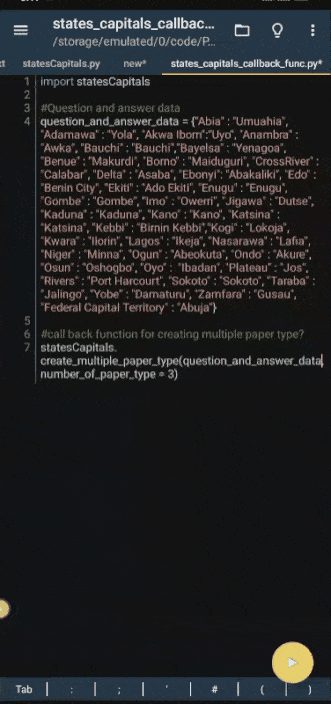 states_capitals_callbac...
/storage/emulated/0/code/P...
statesCapitals.py new* states_capitals_callback_func.py*
1 import statesCapitals
2
3 #Question and answer data
4 question_and_answer_data = {"Abia" : "Umuahia",
"Adamawa" : "Yola", "Akwa Ibom":"Uyo", "Anambra" :
"Awka", "Bauchi" : "Bauchi","Bayelsa" : "Yenagoa",
"Benue" : "Makurdi", "Borno" : "Maiduguri", "CrossRiver" :
"Calabar", "Delta" : "Asaba", "Ebonyi": "Abakaliki", "Edo" :
"Benin City", "Ekiti" : "Ado Ekiti", "Enugu" : "Enugu",
"Gombe" : "Gombe", "Imo" : "Owerri", "Jigawa" : "Dutse",
"Kaduna" : "Kaduna", "Kano" : "Kano", "Katsina" :
"Katsina", "Kebbi" : "Birnin Kebbi","Kogi" : "Lokoja",
"Kwara" : "Ilorin", "Lagos" : "Ikeja", "Nasarawa" : "Lafia",
"Niger" : "Minna", "Ogun" : "Abeokuta", "Ondo" : "Akure",
"Osun" : "Oshogbo", "Oyo" : "Ibadan", "Plateau" : "Jos",
"Rivers" : "Port Harcourt", "Sokoto" : "Sokoto", "Taraba" :
"Jalingo", "Yobe" : "Damaturu", "Zamfara" : "Gusau",
"Federal Capital Territory" : "Abuja"}
5
6 #call back function for creating multiple paper type?
7 statesCapitals.
create_multiple_paper_type(question_and_answer_data,
number_of_paper_type = 3)
Tab : ; ' # ( )